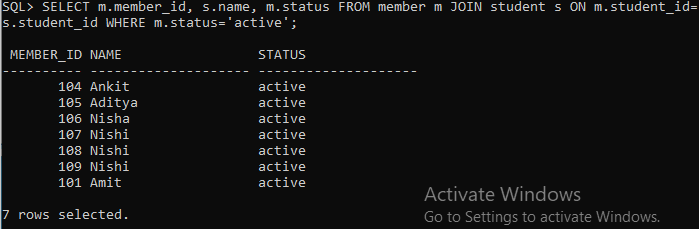 SQL> SELECT m.member_id, s.name, m.status FROM member m JOIN student s ON m.student_id=
s.student_id WHERE m.status='active';
MEMBER_ID NAME                 STATUS
---------- -------------------- --------------------
104 Ankit                active
105 Aditya               active
106 Nisha                active
107 Nishi                active
108 Nishi                active
109 Nishi                active
101 Amit                 active
7 rows selected.
Activate Windows
Go to Settings to activate Windows.